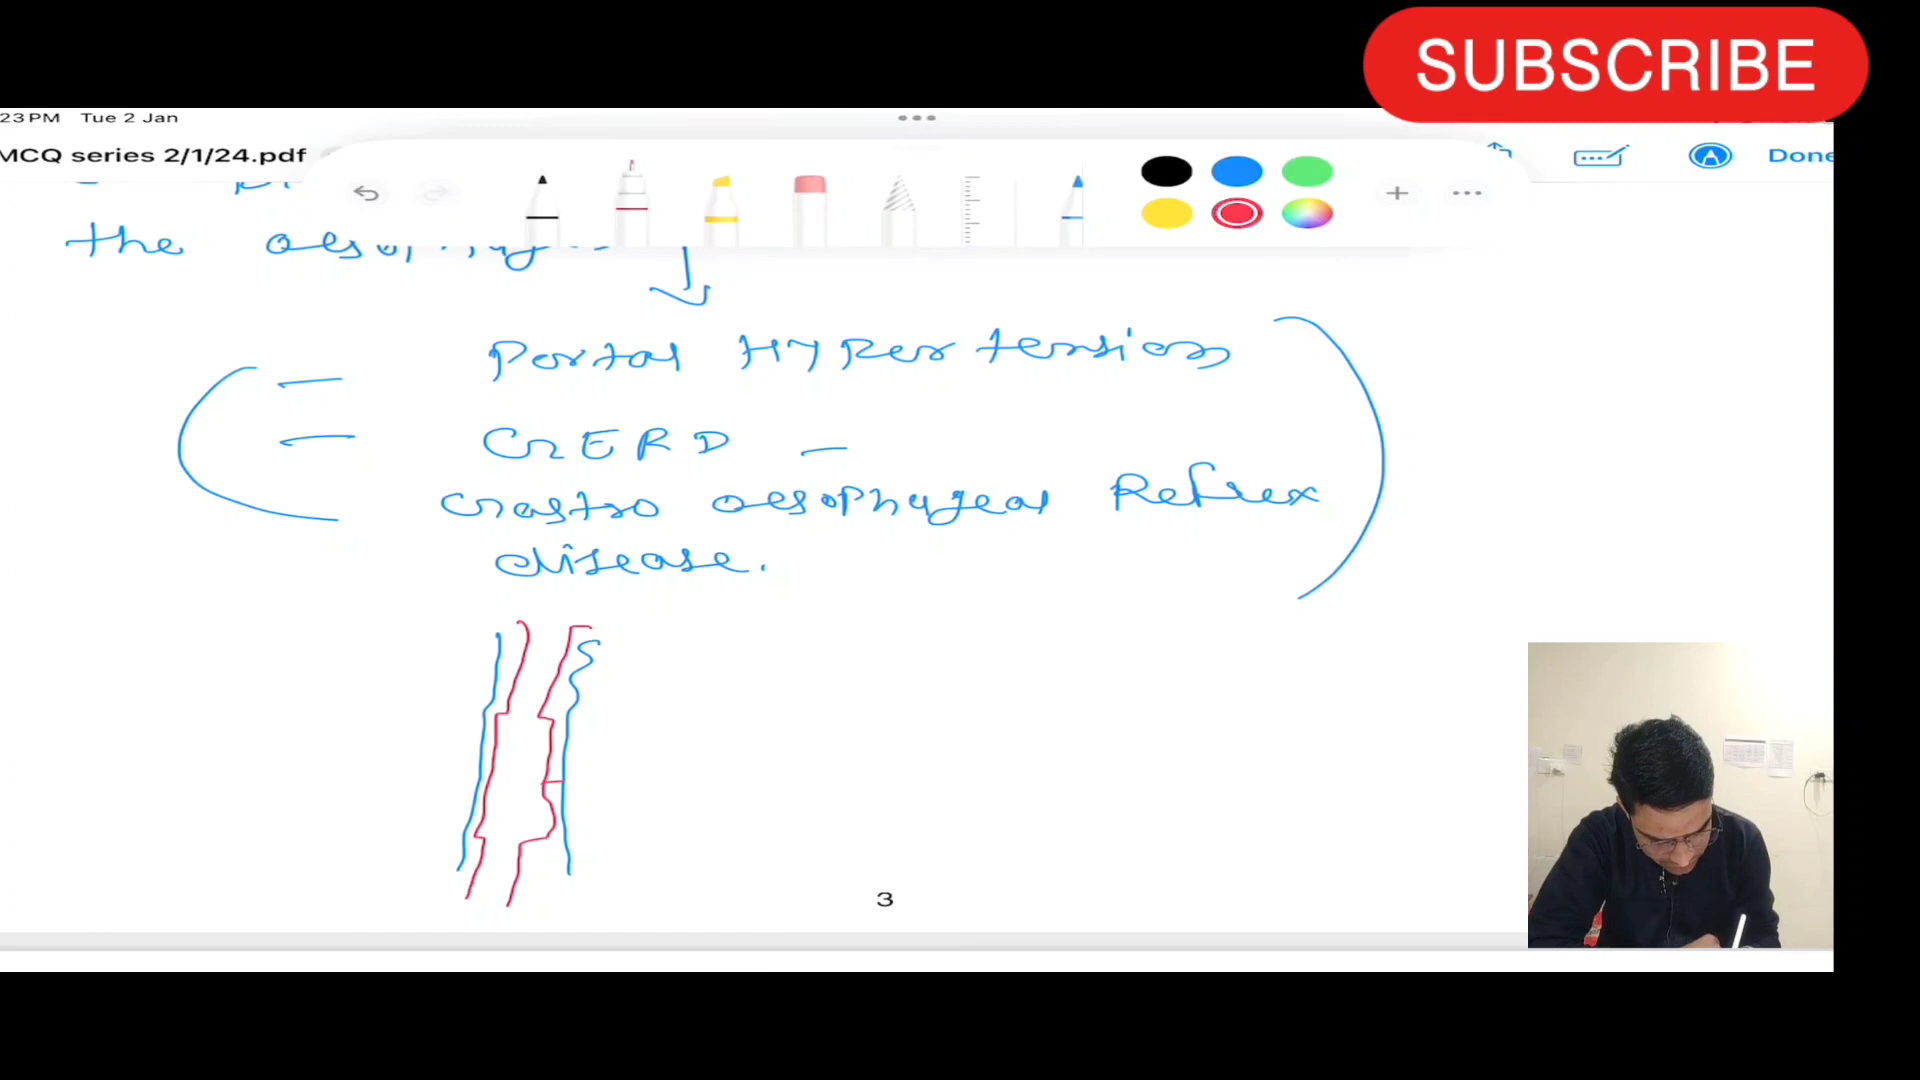 SUBSCRIBE
23 PM Tue 2 Jan
MCQ series 2/1/24.pdf
Done
the
Portal Hypertension
GERD -
Gastro oesophageal Reflux
disease.
3